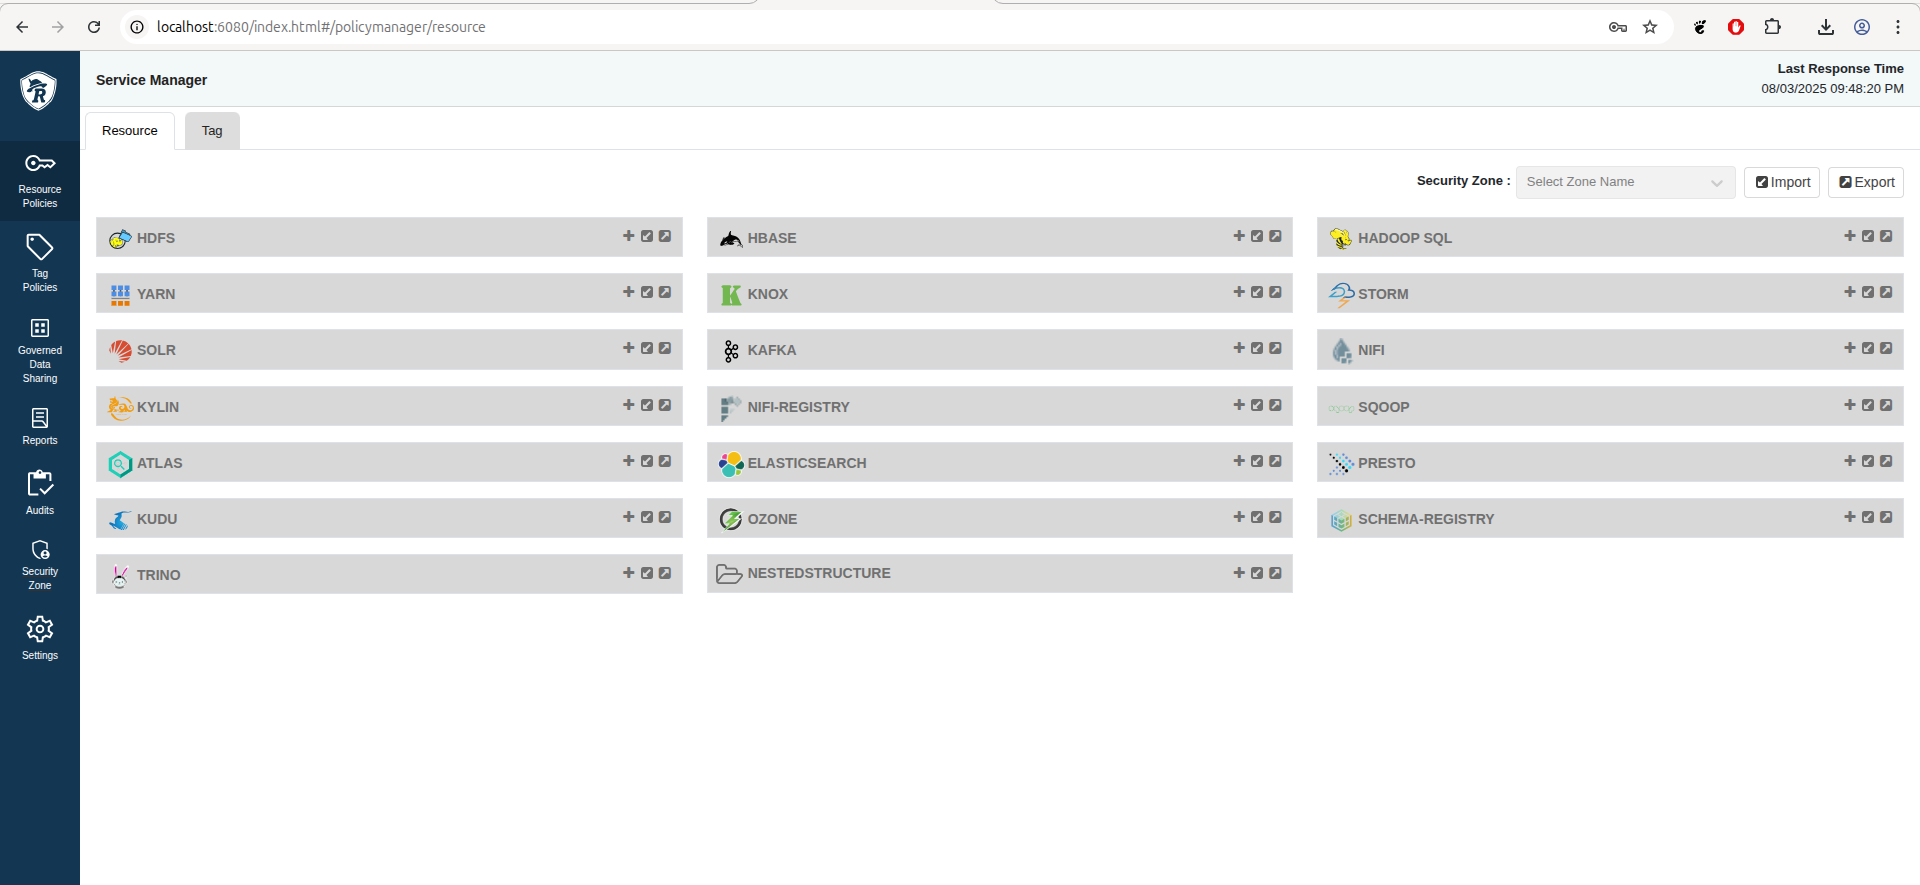 localhost:6080/index.html#/policymanager/resource
Service Manager
Last Response Time
08/03/2025 09:48:20 PM
Resource
Tag
Security Zone :
Select Zone Name
Import
Export
R
Resource
Policies
Tag
Policies
Governed
Data
Sharing
Reports
Audits
Security
Zone
Settings
HDFS
HBASE
HADOOP SQL
YARN
KNOX
STORM
SOLR
KAFKA
NIFI
KYLIN
NIFI-REGISTRY
SQOOP
ATLAS
ELASTICSEARCH
PRESTO
KUDU
OZONE
SCHEMA-REGISTRY
TRINO
NESTEDSTRUCTURE